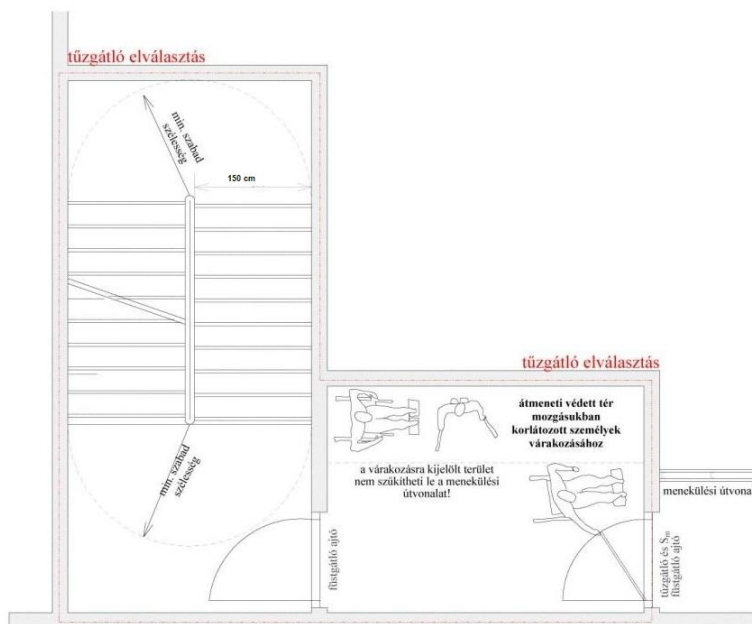 tűzgátló elválasztás
min. szabad
szélesség
150 cm
tűzgátló elválasztás
átmeneti védett tér
mozgásukban
korlátozott személyek
várakozásához
a várakozásra kijelölt terület
nem szűkítheti le a menekülési
útvonalat!
min. szabad
szélesség
füstgátló ajtó
tűzgátló és Sm
füstgátló ajtó
menekülési útvona